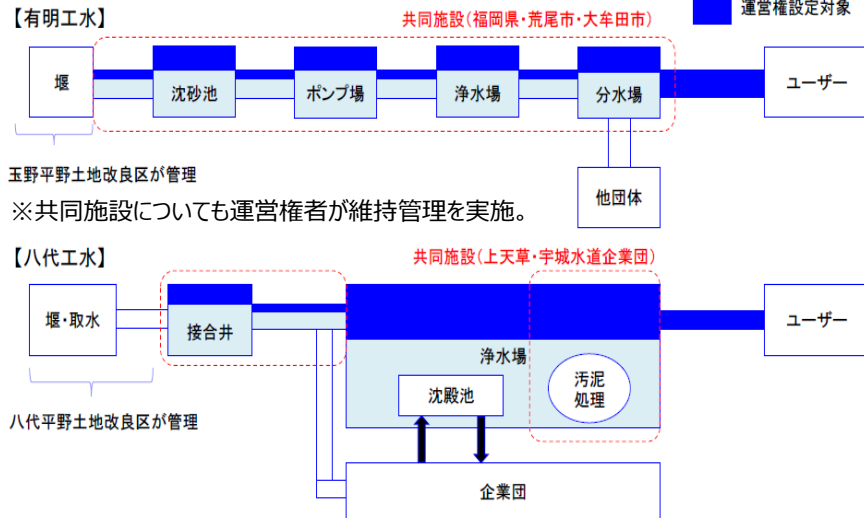 運営権設定対象
【有明工水】
共同施設(福岡県・荒尾市・大牟田市)
堰
沈砂池
ポンプ場
浄水場
分水場
ユーザー
玉野平野土地改良区が管理
他団体
※共同施設についても運営権者が維持管理を実施。
【八代工水】
共同施設(上天草・宇城水道企業団)
堰・取水
接合井
浄水場
沈殿池
汚泥
処理
ユーザー
八代平野土地改良区が管理
企業団